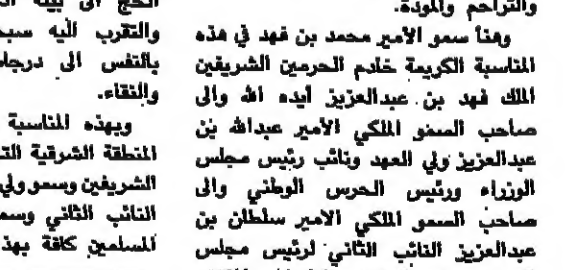 والتراحم والمودة.
وهنأ سمو الأمير محمد بن فهد في هذه
المناسبة الكريمة خادم الحرمين الشريفين
الملك فهد بن عبدالعزيز أيده الله والى
صاحب السمو الملكي الأمير عبدالله بن
عبدالعزيز ولي العهد ونائب رئيس مجلس
الوزراء ورئيس الحرس الوطني والى
صاحب السمو الملكي الامير سلطان بن
عبدالعزيز النائب الثاني لرئيس مجلس
الحج الى بيته
والتقرب اليه
بالنفس الى
والنقاء.
وبهذه المناسبة
المنطقة الشرقية
الشريفين وسمو ولي
النائب الثاني
المسلمين كافة بهذ